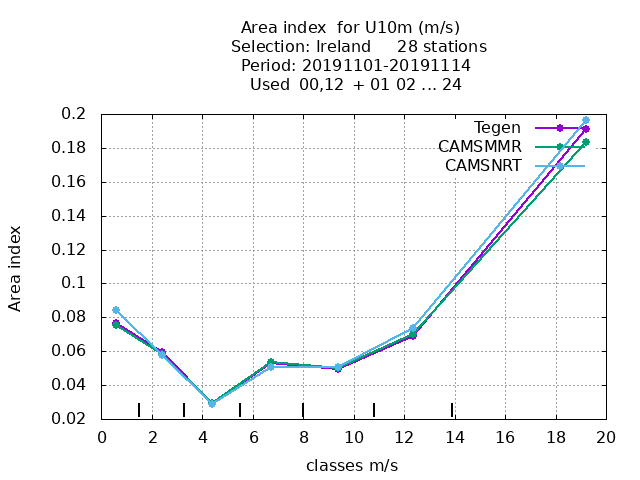 Area index  for U10m (m/s)
Selection: Ireland     28 stations
Period: 20191101-20191114
Used  00,12  + 01 02 ... 24
Tegen
CAMSMMR
CAMSNRT
Area index
0.2
0.18
0.16
0.14
0.12
0.1
0.08
0.06
0.04
0.02
0 2 4 6 8 10 12 14 16 18 20
classes m/s